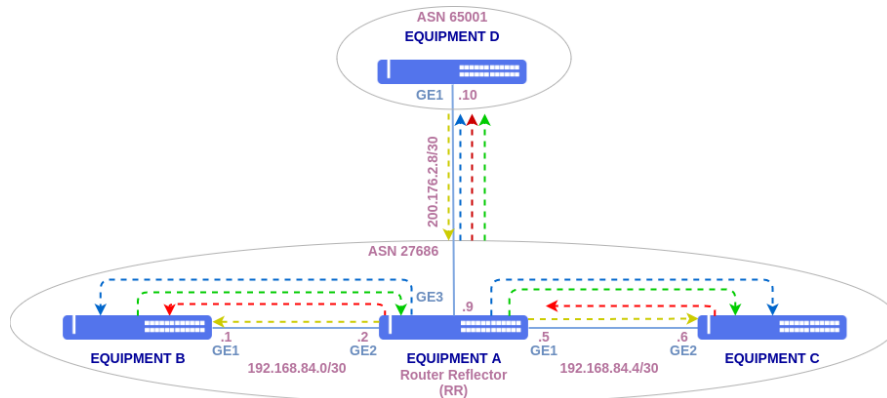 ASN 65001
EQUIPMENT D
GE1 .10
200.176.2.8/30
ASN 27686
GE3
.9
.1 .2 .5 .6
GE1 GE2 GE1 GE2
EQUIPMENT B EQUIPMENT A EQUIPMENT C
192.168.84.0/30 192.168.84.4/30
Router Reflector
(RR)